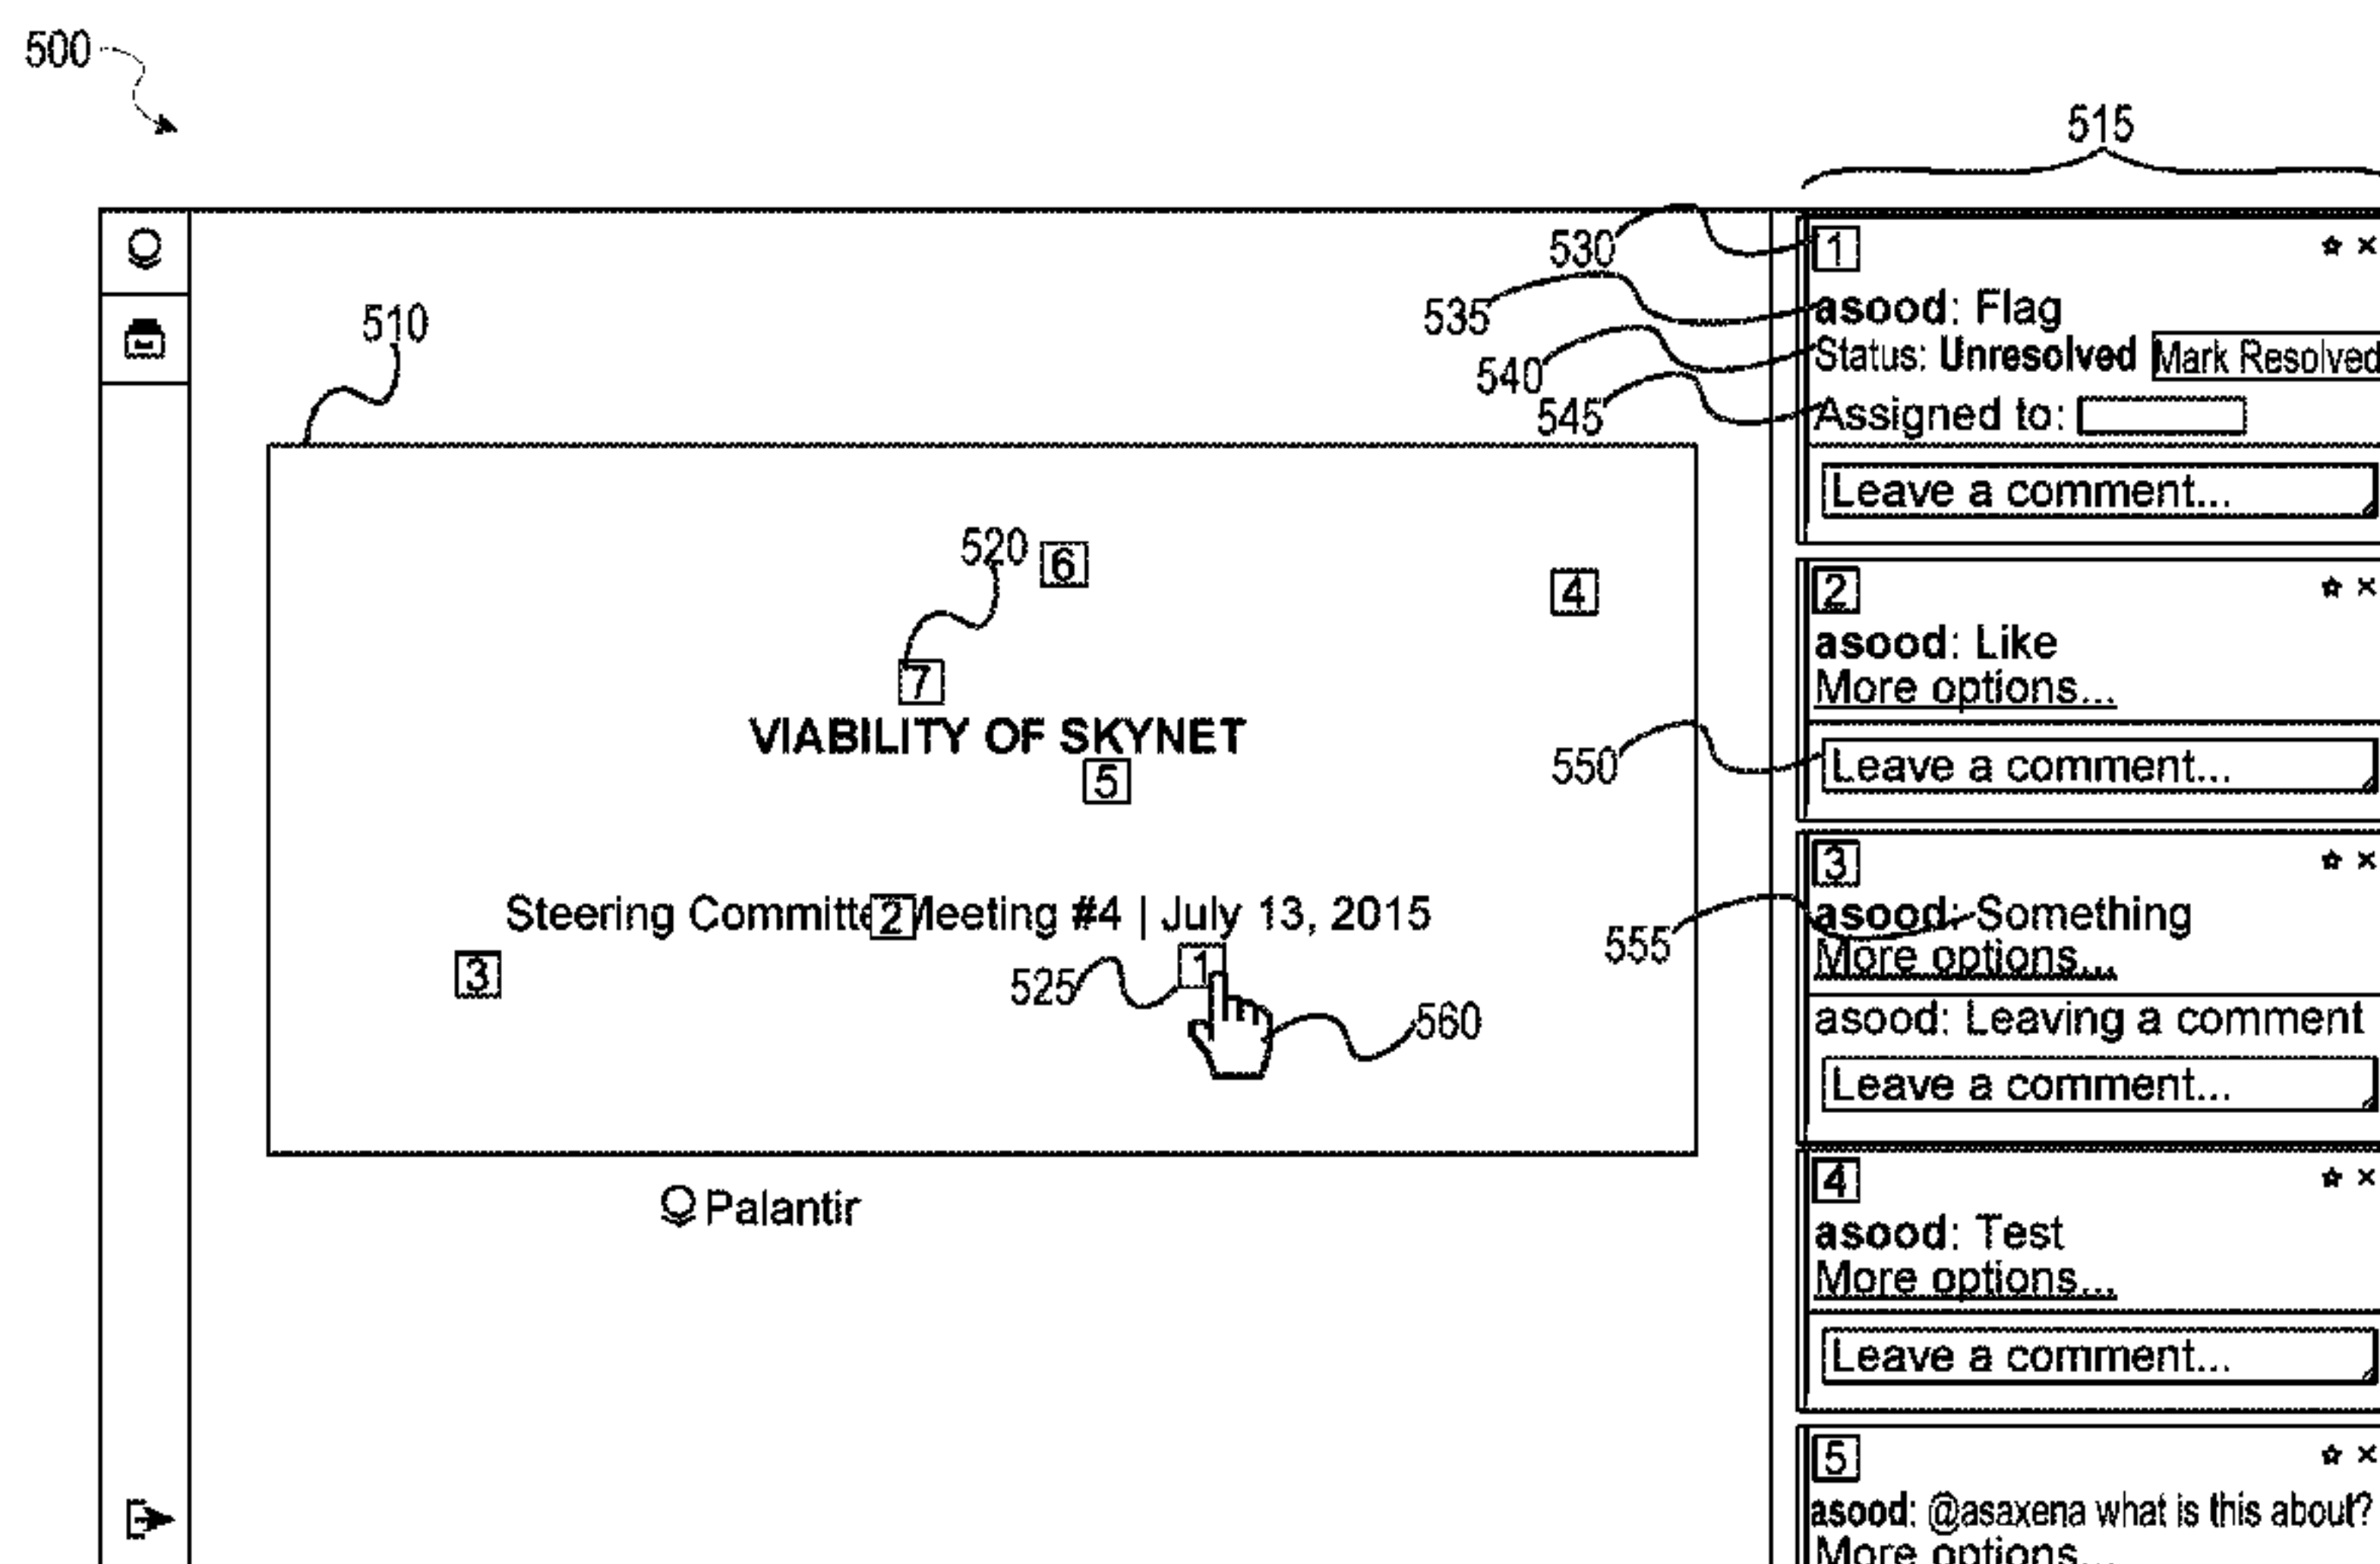 500
515
530
1
535
asood: Flag
510
540
Status: Unresolved Mark Resolved
545
Assigned to:
Leave a comment...
520
6
4
2
asood: Like
More options...
7
VIABILITY OF SKYNET
5
550
Leave a comment...
3
asood: Something
More options...
555
Steering Committe 2 Meeting #4 | July 13, 2015
3
525
1
560
asood: Leaving a comment
Leave a comment...
Palantir
4
asood: Test
More options...
Leave a comment...
5
asood: @asaxena what is this about?
More options...